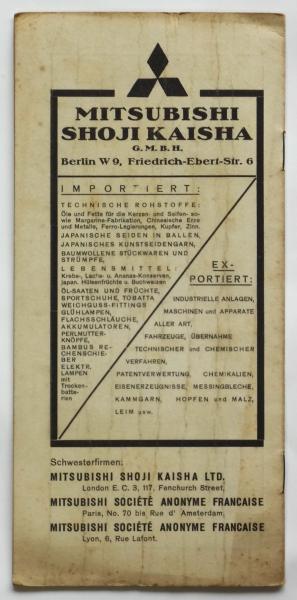 MITSUBISHI
SHOJI KAISHA
G. M. B. H.
Berlin W 9, Friedrich-Ebert-Str. 6
IMPORTIERT:
TECHNISCHE ROHSTOFFE:
Öle und Fette für die Kerzen- und Seifen- so-
wie Margarine-Fabrikation, Chinesische Erze
und Metalle, Ferro-Legierungen, Kupfer, Zinn.
JAPANISCHE SEIDEN IN BALLEN,
JAPANISCHES KUNSTSEIDENGARN,
BAUMWOLLENE STÜCKWAREN UND
STRÜMPFE,
LEBENSMITTEL:
Krebs-, Lachs- u. Ananas-Konserven,
japan. Hülsenfrüchte u. Buchweizen
ÖL-SAATEN UND FRÜCHTE,
SPORTSCHUHE, TOBATTA
WEICHGUSS-FITTINGS
GLÜHLAMPEN,
FLACHSSCHLÄUCHE,
AKKUMULATOREN,
PERLMUTTER-
KNÖPFE,
BAMBUS RE-
CHENSCHIE-
BER
ELEKTR.
LAMPEN
mit
Trocken-
batte-
rien
EX-
PORTIERT:
INDUSTRIELLE ANLAGEN,
MASCHINEN und APPARATE
ALLER ART,
FAHRZEUGE, ÜBERNAHME
TECHNISCHER und CHEMISCHER
VERFAHREN,
PATENTVERWERTUNG, CHEMIKALIEN,
EISENERZEUGNISSE, MESSINGBLECHE,
KAMMGARN, HOPFEN und MALZ,
LEIM usw.
Schwesterfirmen:
MITSUBISHI SHOJI KAISHA LTD.
London E. C. 3, 117, Fenchurch Street,
MITSUBISHI SOCIÉTÉ ANONYME FRANCAISE
Paris, No. 70 bis Rue d' Amsterdam,
MITSUBISHI SOCIÉTÉ ANONYME FRANCAISE
Lyon, 6, Rue Lafont.